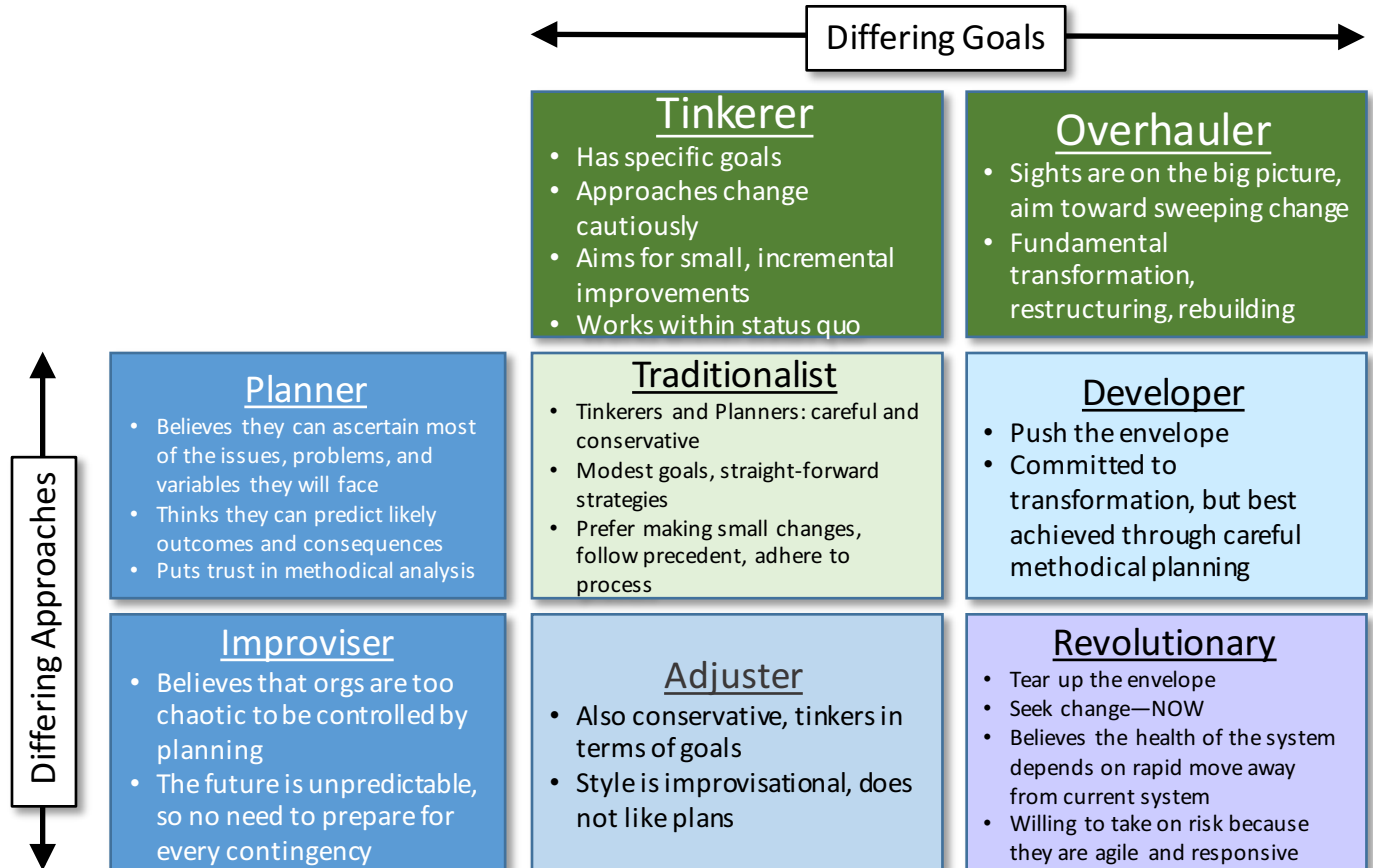 Differing Goals
Tinkerer
• Has specific goals
• Approaches change
cautiously
• Aims for small, incremental
improvements
• Works within status quo
Overhauler
• Sights are on the big picture,
aim toward sweeping change
• Fundamental
transformation,
restructuring, rebuilding
Differing Approaches
Planner
• Believes they can ascertain most
of the issues, problems, and
variables they will face
• Thinks they can predict likely
outcomes and consequences
• Puts trust in methodical analysis
Traditionalist
• Tinkerers and Planners: careful and
conservative
• Modest goals, straight-forward
strategies
• Prefer making small changes,
follow precedent, adhere to
process
Developer
• Push the envelope
• Committed to
transformation, but best
achieved through careful
methodical planning
Improviser
• Believes that orgs are too
chaotic to be controlled by
planning
• The future is unpredictable,
so no need to prepare for
every contingency
Adjuster
• Also conservative, tinkers in
terms of goals
• Style is improvisational, does
not like plans
Revolutionary
• Tear up the envelope
• Seek change—NOW
• Believes the health of the system
depends on rapid move away
from current system
• Willing to take on risk because
they are agile and responsive